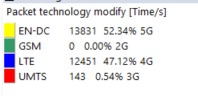 Packet technology modify [Time/s]
EN-DC 13831 52.34% 5G
GSM 0 0.00% 2G
LTE 12451 47.12% 4G
UMTS 143 0.54% 3G